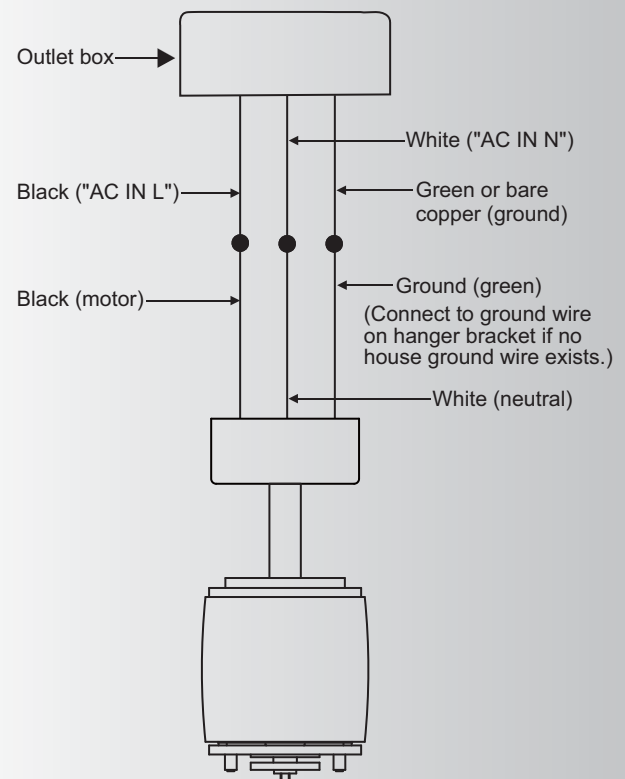 Outlet box
White ("AC IN N")
Black ("AC IN L")
Green or bare
copper (ground)
Black (motor)
Ground (green)
(Connect to ground wire
on hanger bracket if no
house ground wire exists.)
White (neutral)